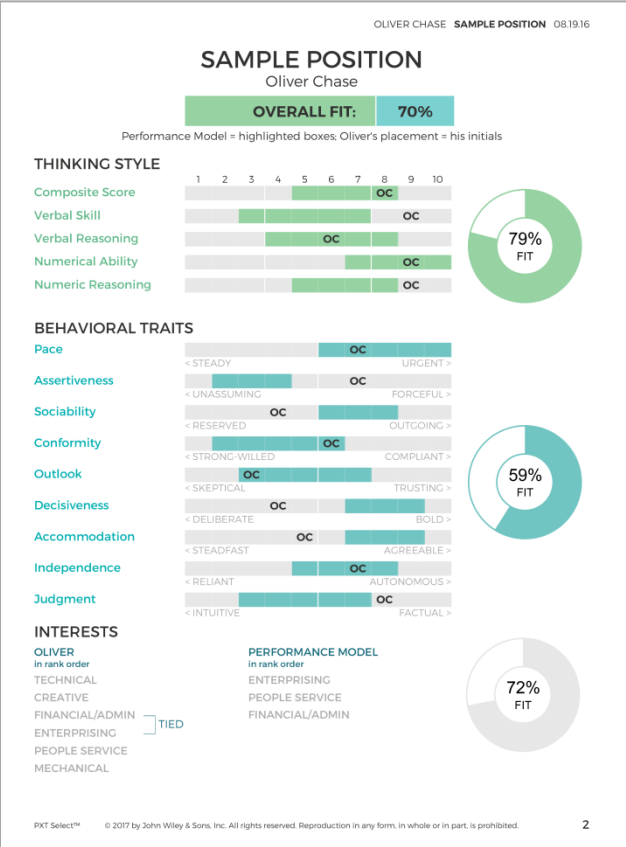 OLIVER CHASE SAMPLE POSITION 08.19.16
SAMPLE POSITION
Oliver Chase
OVERALL FIT: 70%
Performance Model = highlighted boxes; Oliver's placement = his initials
THINKING STYLE
1 2 3 4 5 6 7 8 9 10
Composite Score OC
Verbal Skill OC
Verbal Reasoning OC
Numerical Ability OC
Numeric Reasoning OC
79%
FIT
BEHAVIORAL TRAITS
Pace OC
< STEADY URGENT >
Assertiveness OC
< UNASSUMING FORCEFUL >
Sociability OC
< RESERVED OUTGOING >
Conformity OC
< STRONG-WILLED COMPLIANT >
Outlook OC
< SKEPTICAL TRUSTING >
Decisiveness OC
< DELIBERATE BOLD >
Accommodation OC
< STEADFAST AGREEABLE >
Independence OC
< RELIANT AUTONOMOUS >
Judgment OC
< INTUITIVE FACTUAL >
59%
FIT
INTERESTS
OLIVER
in rank order
TECHNICAL
CREATIVE
FINANCIAL/ADMIN
ENTERPRISING
TIED
PEOPLE SERVICE
MECHANICAL
PERFORMANCE MODEL
in rank order
ENTERPRISING
PEOPLE SERVICE
FINANCIAL/ADMIN
72%
FIT
PXT Select™ © 2017 by John Wiley & Sons, Inc. All rights reserved. Reproduction in any form, in whole or in part, is prohibited. 2